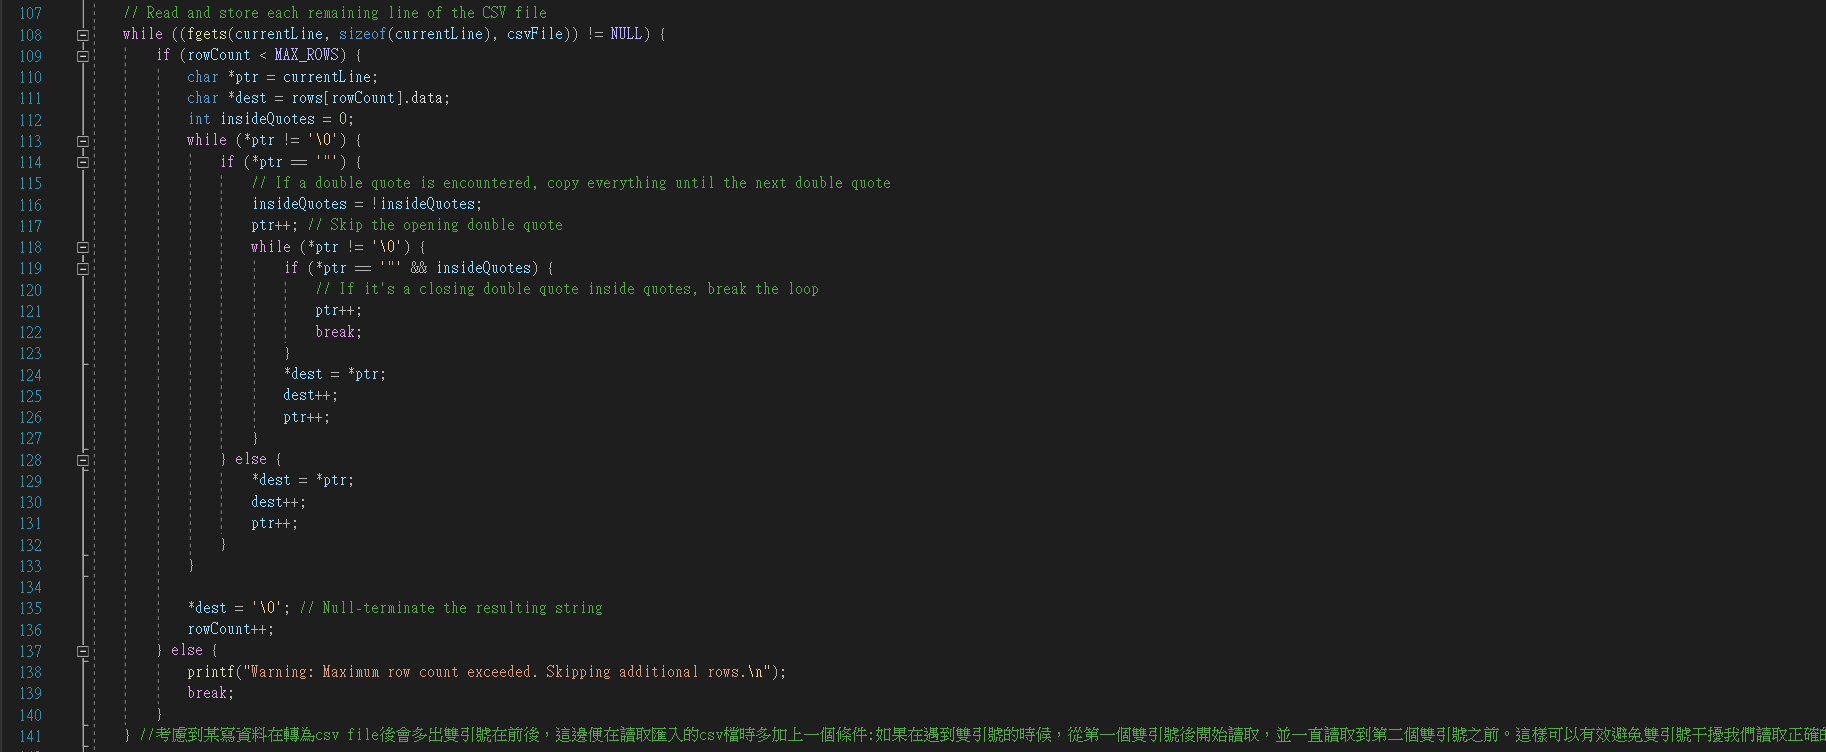 107 // Read and store each remaining line of the CSV file
108 while ((fgets(currentLine, sizeof(currentLine), csvFile)) != NULL) {
109 if (rowCount < MAX_ROWS) {
110 char *ptr = currentLine;
111 char *dest = rows[rowCount].data;
112 int insideQuotes = 0;
113 while (*ptr != '\0') {
114 if (*ptr == '"') {
115 // If a double quote is encountered, copy everything until the next double quote
116 insideQuotes = !insideQuotes;
117 ptr++; // Skip the opening double quote
118 while (*ptr != '\0') {
119 if (*ptr == '"' && insideQuotes) {
120 // If it's a closing double quote inside quotes, break the loop
121 ptr++;
122 break;
123 }
124 *dest = *ptr;
125 dest++;
126 ptr++;
127 }
128 } else {
129 *dest = *ptr;
130 dest++;
131 ptr++;
132 }
133 }
134
135 *dest = '\0'; // Null-terminate the resulting string
136 rowCount++;
137 } else {
138 printf("Warning: Maximum row count exceeded. Skipping additional rows.\n");
139 break;
140 }
141 } //考慮到某寫資料在轉為csv file後會多出雙引號在前後，這邊便在讀取匯入的csv檔時多加上一個條件:如果在遇到雙引號的時候，從第一個雙引號後開始讀取，並一直讀取到第二個雙引號之前。這樣可以有效避免雙引號干擾我們讀取正確